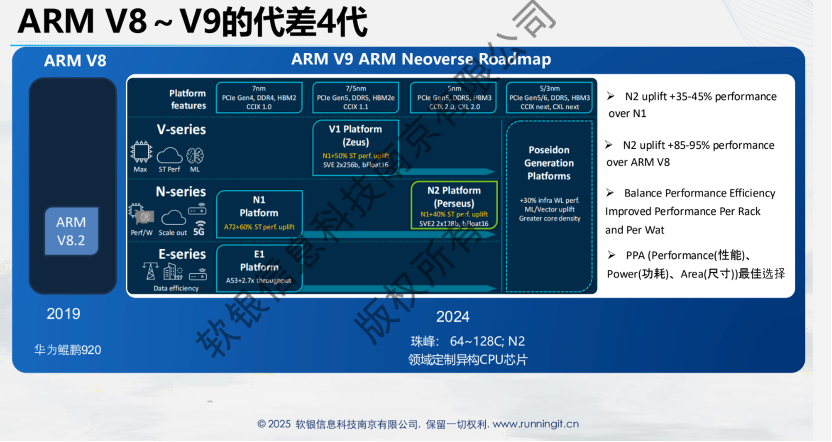 ARM V8～V9的代差4代
ARM V8
ARM V9 ARM Neoverse Roadmap
ARM
V8.2
Platform
features
7nm
PCIe Gen4, DDR4, HBM2
CCIX 1.0
7/5nm
PCIe Gen5, DDR5, HBM2e
CCIX 1.1
5nm
PCIe Gen5, DDR5, HBM3
CCIX 2.0, CXL 2.0
5/3nm
PCIe Gen5/6, DDR5, HBM3
CCIX next, CXL next
V-series
Max ST Perf ML
V1 Platform
(Zeus)
N1+50% ST perf. uplift
SVE 2x256b, bFloat16
N-series
Perf/W Scale out 5G
N1
Platform
A72+60% ST perf. uplift
N2 Platform
(Perseus)
N1+40% ST perf. uplift
SVE2 2x128b, bFloat16
E-series
Data efficiency
E1
Platform
A53+2.7x throughput
Poseidon
Generation
Platforms
+30% Infra WL perf.
ML/Vector uplift
Greater core density
➢ N2 uplift +35-45% performance
over N1
➢ N2 uplift +85-95% performance
over ARM V8
➢ Balance Performance Efficiency
Improved Performance Per Rack
and Per Wat
➢ PPA (Performance(性能)、
Power(功耗)、Area(尺寸))最佳选择
2019
华为鲲鹏920
2024
珠峰： 64~128C; N2
领域定制异构CPU芯片
软银信息科技南京有限公司
版权所有
© 2025 软银信息科技南京有限公司. 保留一切权利. www.runningit.cn